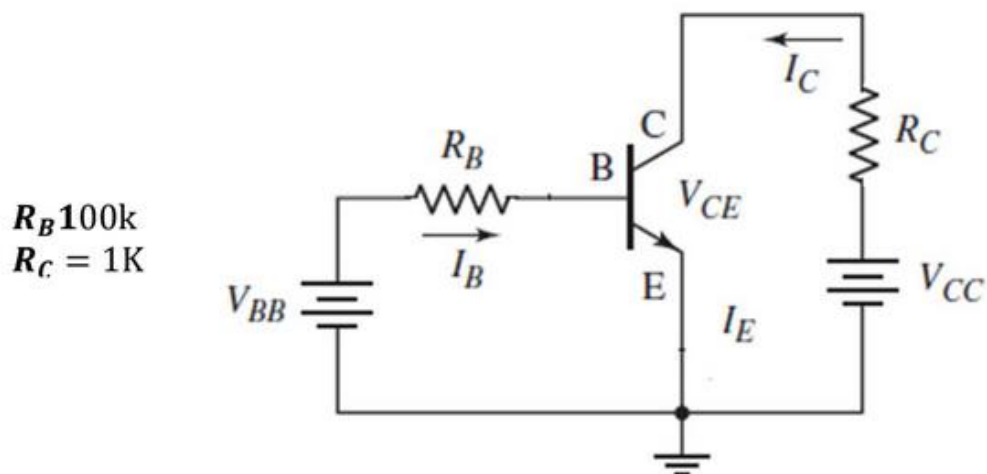 I_C
C
R_B
R_C
B
V_CE
R_B 100k
R_C = 1K
I_B
E
V_BB
V_CC
I_E